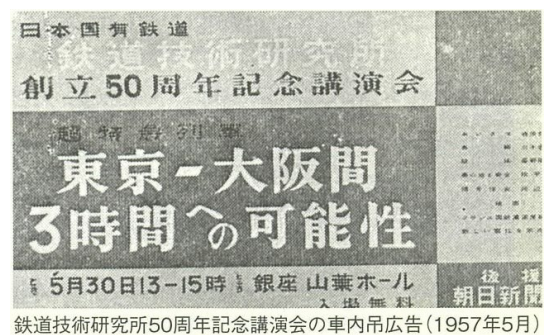 日本国有鉄道
鉄道技術研究所
創立50周年記念講演会
超特急列車
東京-大阪間
3時間への可能性
とき 5月30日13-15時 ところ 銀座 山葉ホール
入場無料
後援
朝日新聞
鉄道技術研究所50周年記念講演会の車内吊広告(1957年5月)